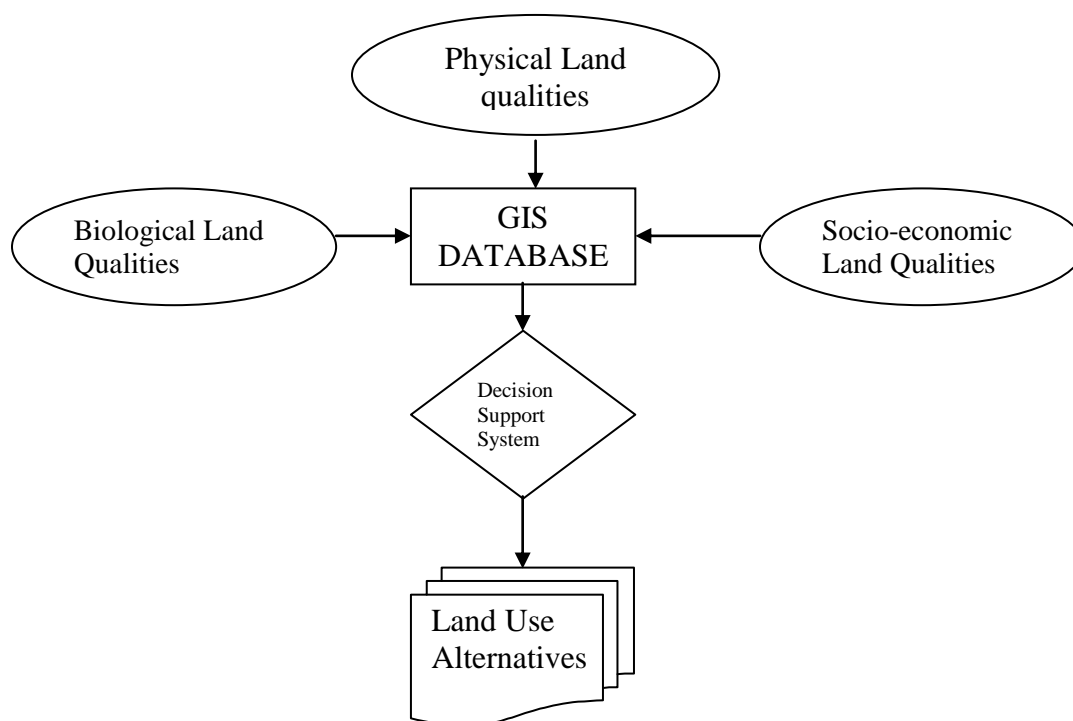 Physical Land
qualities
GIS
DATABASE
Biological Land
Qualities
Socio-economic
Land Qualities
Decision
Support
System
Land Use
Alternatives